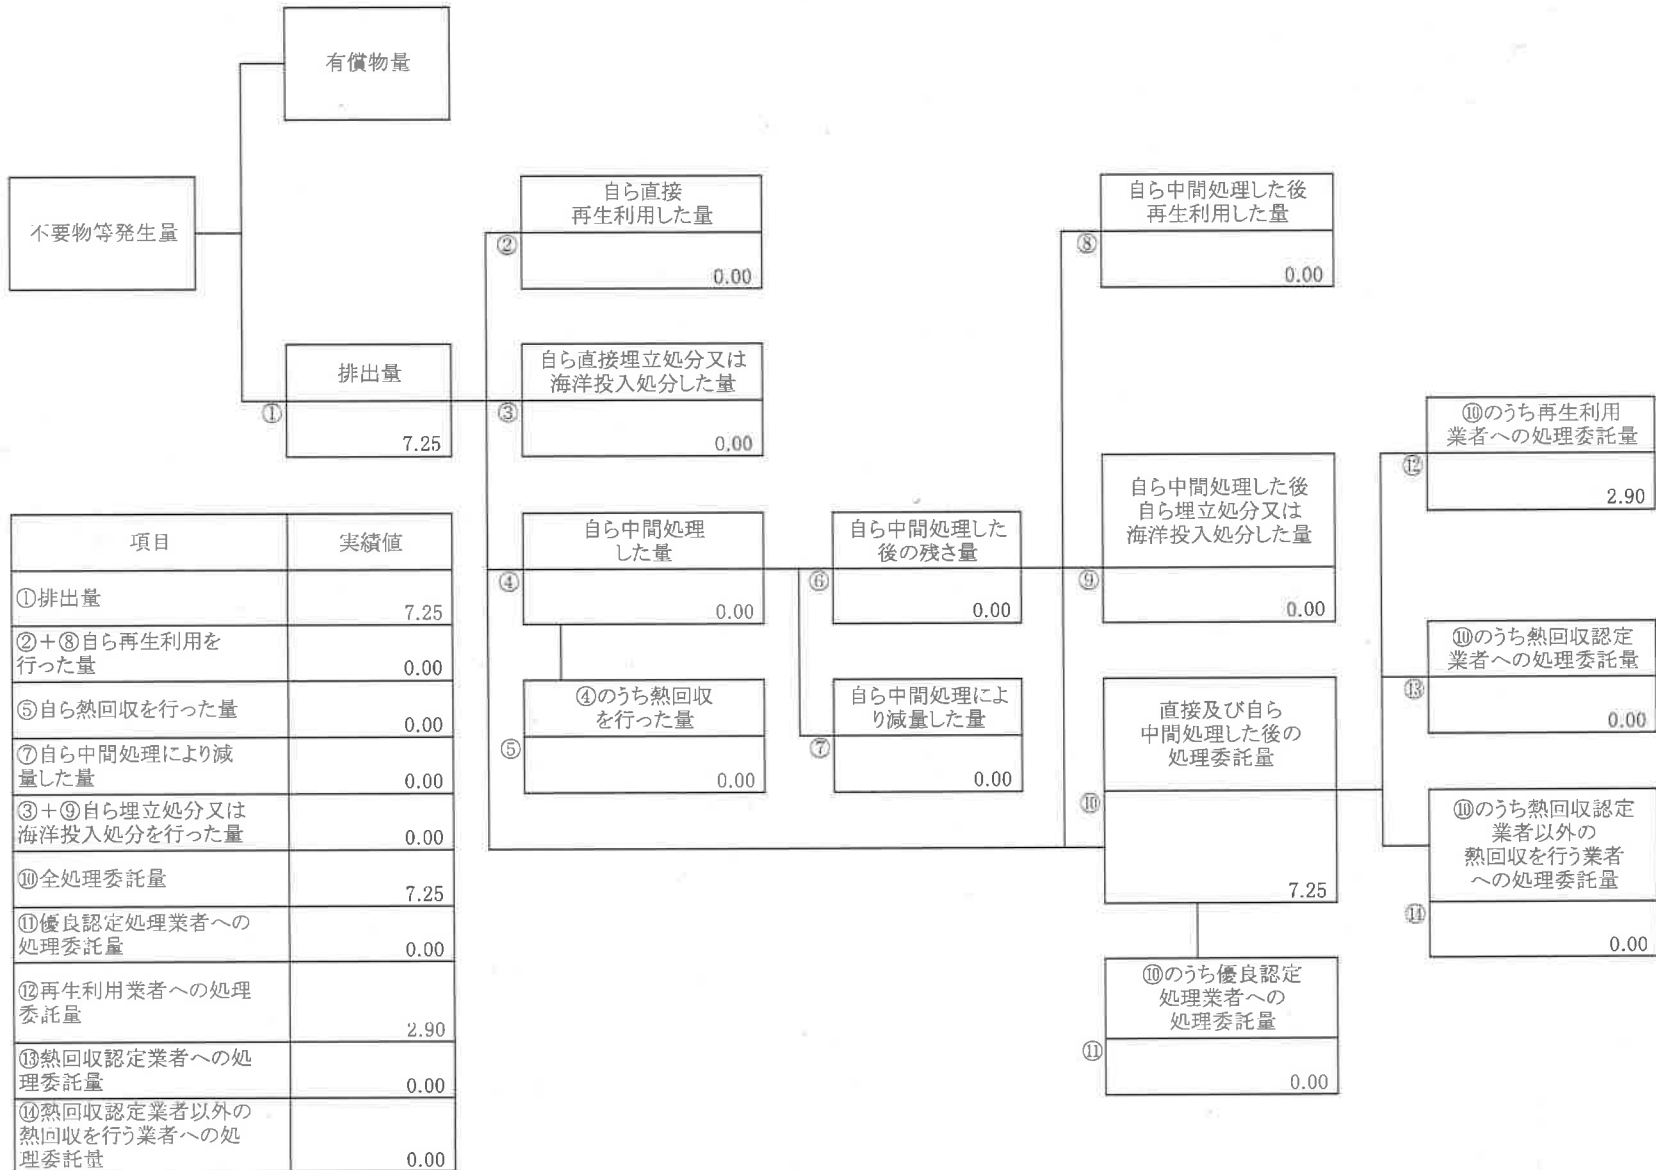 有償物量
不要物等発生量
排出量
①
7.25
自ら直接
再生利用した量
②
0.00
自ら直接埋立処分又は
海洋投入処分した量
③
0.00
自ら中間処理
した量
④
0.00
④のうち熱回収
を行った量
⑤
0.00
自ら中間処理した
後の残さ量
⑥
0.00
自ら中間処理によ
り減量した量
⑦
0.00
自ら中間処理した後
再生利用した量
⑧
0.00
自ら中間処理した後
自ら埋立処分又は
海洋投入処分した量
⑨
0.00
直接及び自ら
中間処理した後の
処理委託量
⑩
7.25
⑩のうち優良認定
処理業者への
処理委託量
⑪
0.00
⑩のうち再生利用
業者への処理委託量
⑫
2.90
⑩のうち熱回収認定
業者への処理委託量
⑬
0.00
⑩のうち熱回収認定
業者以外の
熱回収を行う業者
への処理委託量
⑭
0.00
項目 実績値
①排出量 7.25
②+⑧自ら再生利用を
行った量 0.00
⑤自ら熱回収を行った量 0.00
⑦自ら中間処理により減
量した量 0.00
③+⑨自ら埋立処分又は
海洋投入処分を行った量 0.00
⑩全処理委託量 7.25
⑪優良認定処理業者への
処理委託量 0.00
⑫再生利用業者への処理
委託量 2.90
⑬熱回収認定業者への処
理委託量 0.00
⑭熱回収認定業者以外の
熱回収を行う業者への処
理委託量 0.00